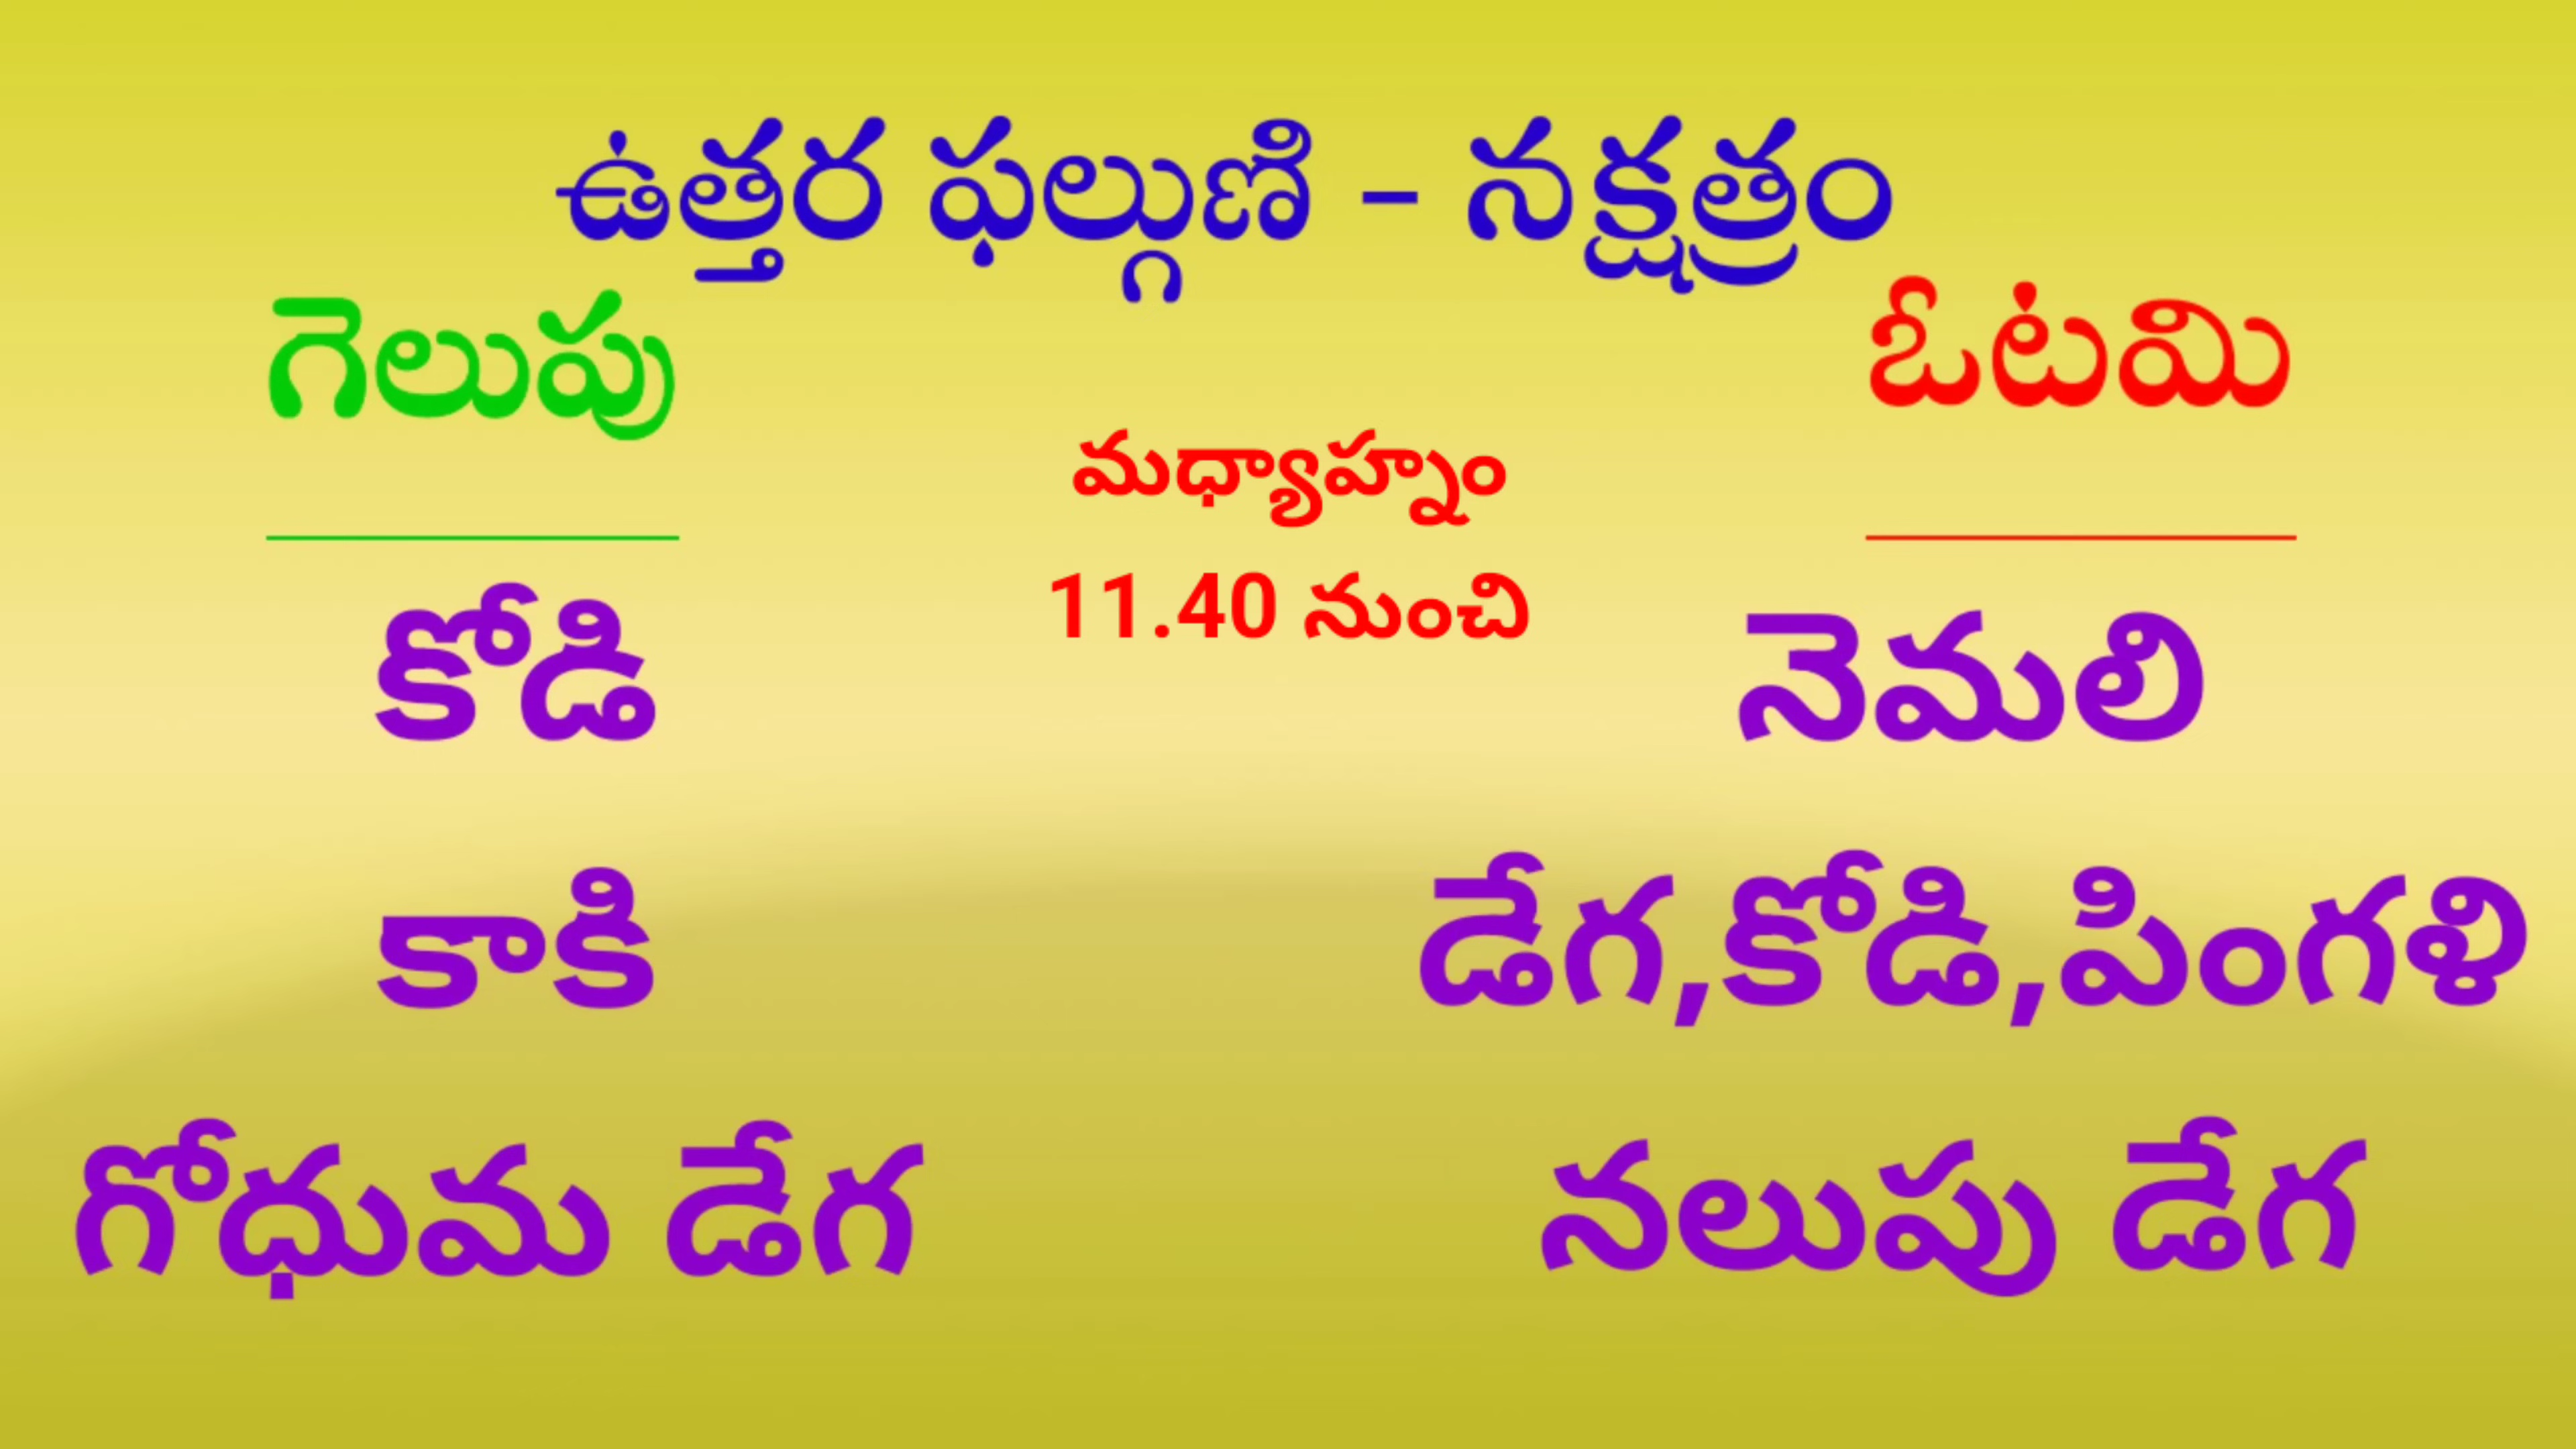 ఉత్తర ఫల్గుణి – నక్షత్రం
గెలుపు
ఓటమి
మధ్యాహ్నం
11.40 నుంచి
కోడి
నెమలి
కాకి
డేగ,కోడి,పింగళి
గోధుమ డేగ
నలుపు డేగ